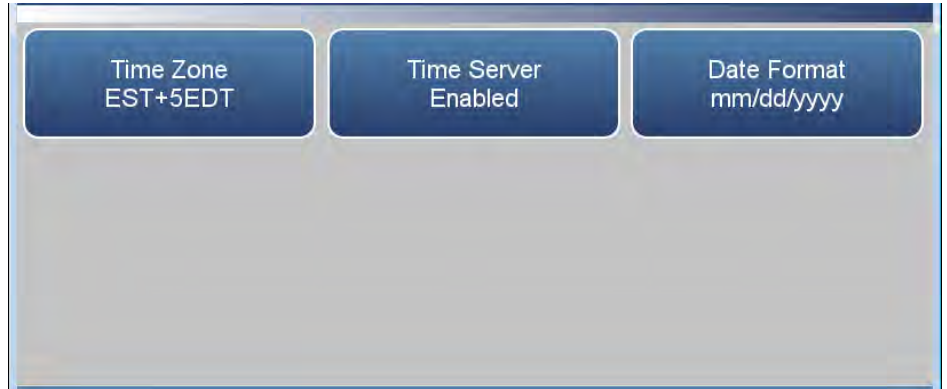 Time Zone
EST+5EDT
Time Server
Enabled
Date Format
mm/dd/yyyy